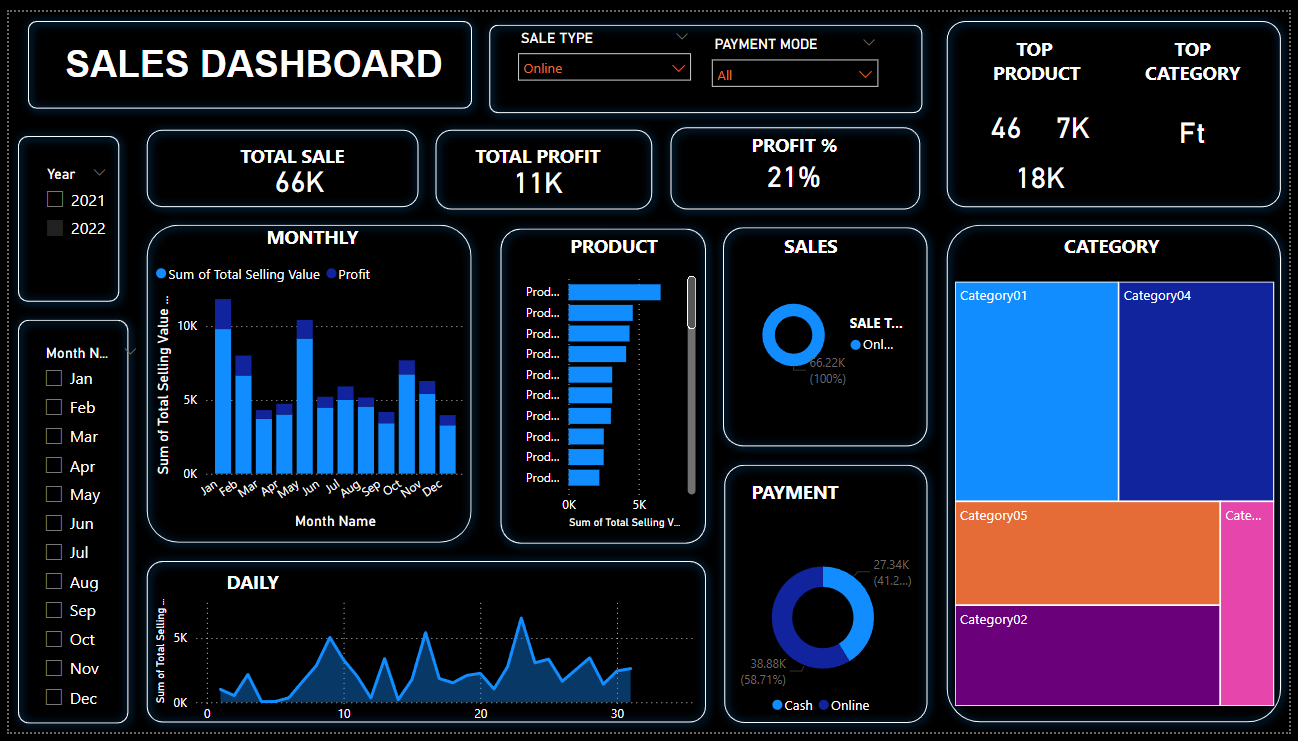 SALES DASHBOARD
SALE TYPE
Online
PAYMENT MODE
All
TOP
PRODUCT
46
7K
18K
TOP
CATEGORY
Ft
Year
2021
2022
TOTAL SALE
66K
TOTAL PROFIT
11K
PROFIT %
21%
Month N...
Jan
Feb
Mar
Apr
May
Jun
Jul
Aug
Sep
Oct
Nov
Dec
MONTHLY
Sum of Total Selling Value
Profit
Sum of Total Selling Value ...
10K
5K
0K
Jan
Feb
Mar
Apr
May
Jun
Jul
Aug
Sep
Oct
Nov
Dec
Month Name
PRODUCT
Prod...
Prod...
Prod...
Prod...
Prod...
Prod...
Prod...
Prod...
Prod...
Prod...
0K
5K
Sum of Total Selling V...
SALES
SALE T...
Onl...
66.22K
(100%)
PAYMENT
27.34K
(41.2...)
38.88K
(58.71%)
Cash
Online
CATEGORY
Category01
Category04
Category05
Cate...
Category02
DAILY
Sum of Total Selling ...
5K
0K
0
10
20
30